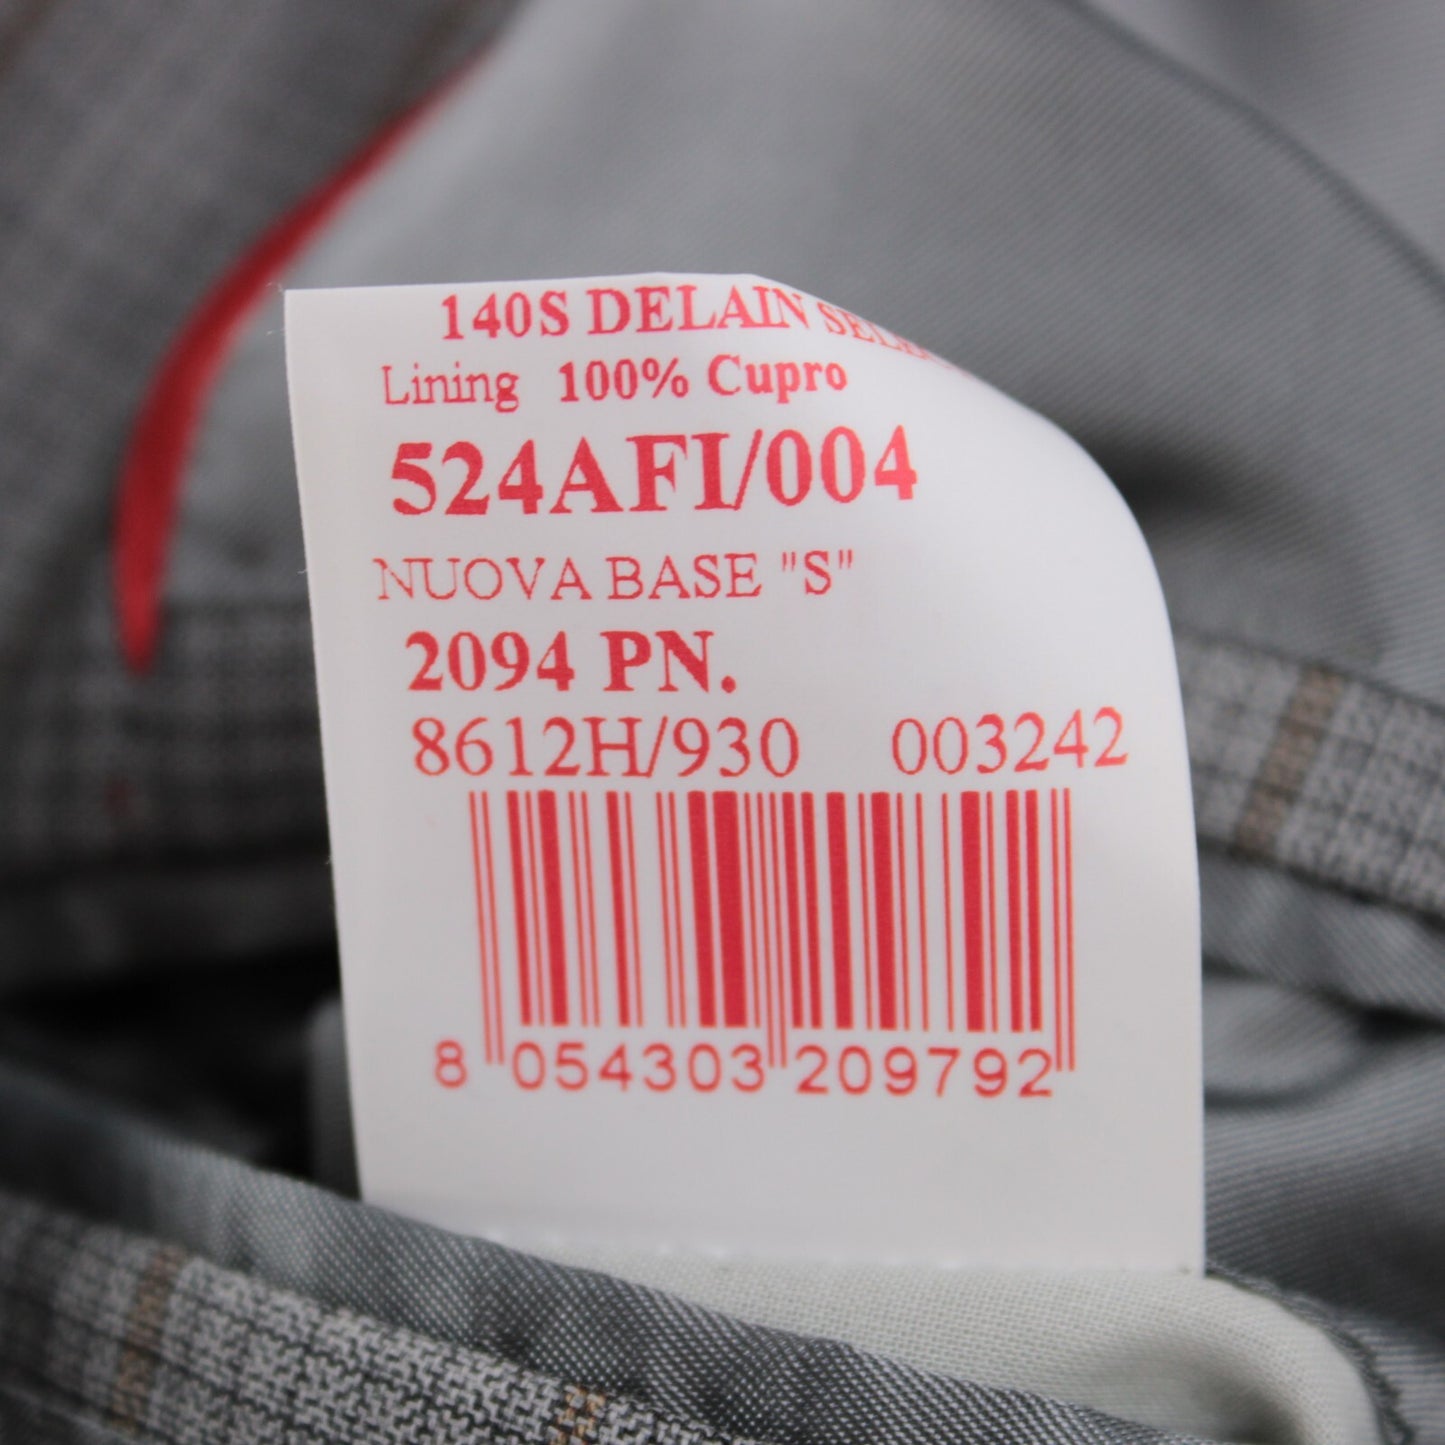 140S DELAIN
Lining 100% Cupro
524AFI/004
NUOVA BASE "S"
2094 PN.
8612H/930 003242
8 054303 209792